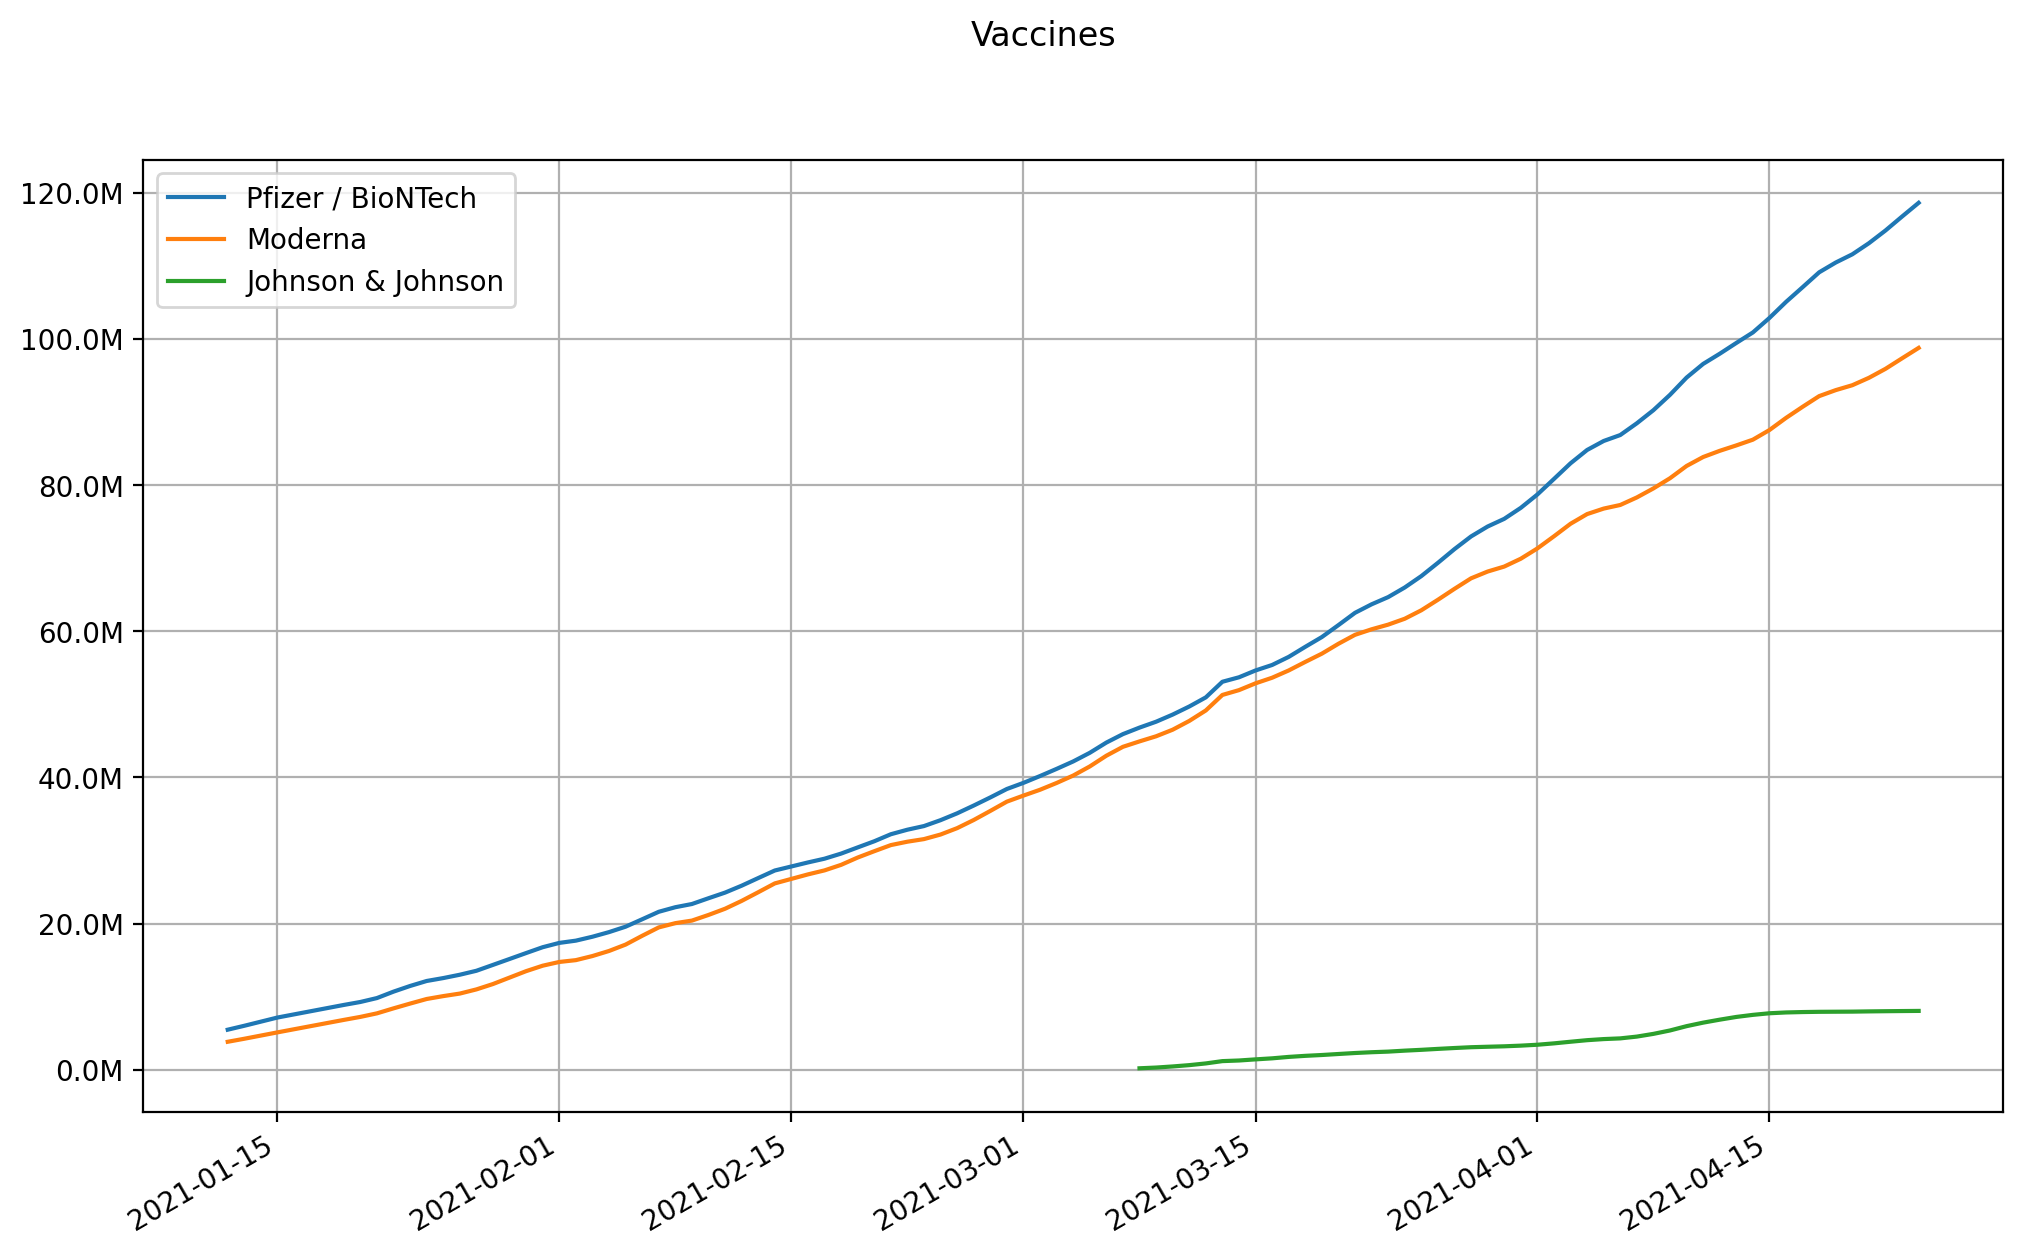 Vaccines
Pfizer / BioNTech
Moderna
Johnson & Johnson
120.0M
100.0M
80.0M
60.0M
40.0M
20.0M
0.0M
2021-01-15
2021-02-01
2021-02-15
2021-03-01
2021-03-15
2021-04-01
2021-04-15